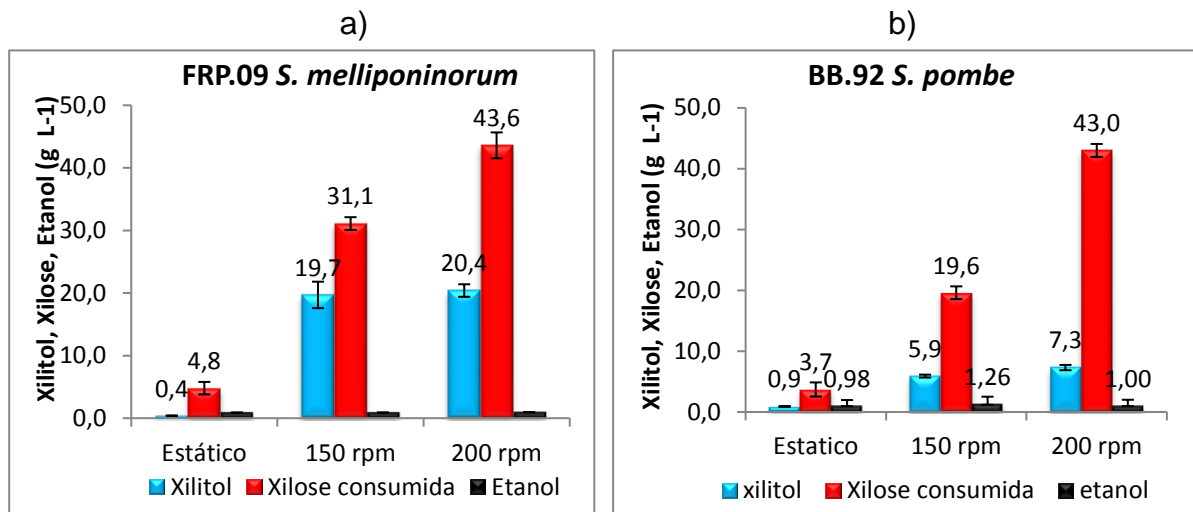 a)
FRP.09 S. melliponinorum
Xilitol, Xilose, Etanol (g L-1)
50,0
40,0
30,0
20,0
10,0
0,0
0,4
4,8
19,7
31,1
20,4
43,6
Estático
150 rpm
200 rpm
Xilitol
Xilose consumida
Etanol
b)
BB.92 S. pombe
Xilitol, Xilose, Etanol (g L-1)
50,0
40,0
30,0
20,0
10,0
0,0
0,9
3,7
0,98
5,9
19,6
1,26
7,3
43,0
1,00
Estatico
150 rpm
200 rpm
xilitol
Xilose consumida
etanol